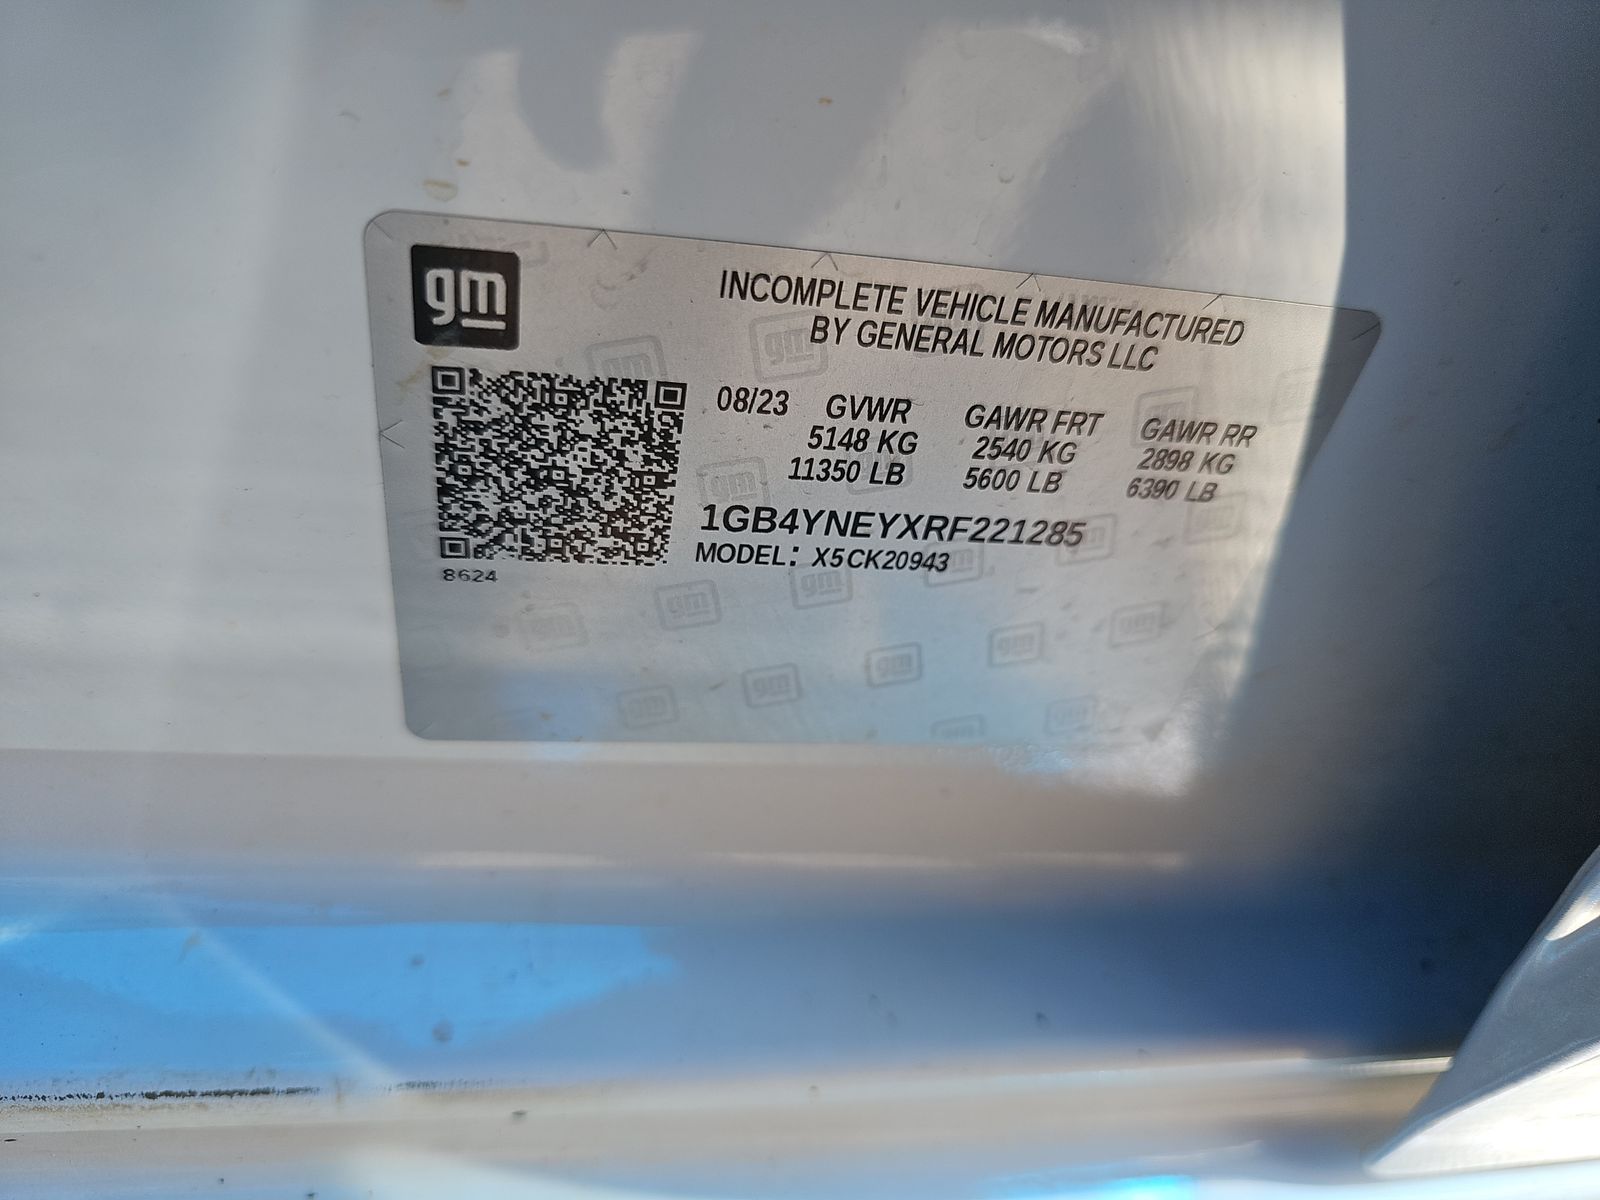 gm
INCOMPLETE VEHICLE MANUFACTURED
BY GENERAL MOTORS LLC
08/23 GVWR GAWR FRT GAWR RR
5148 KG 2540 KG 2898 KG
11350 LB 5600 LB 6390 LB
1GB4YNEYXRF221285
MODEL: X5CK20943
8624